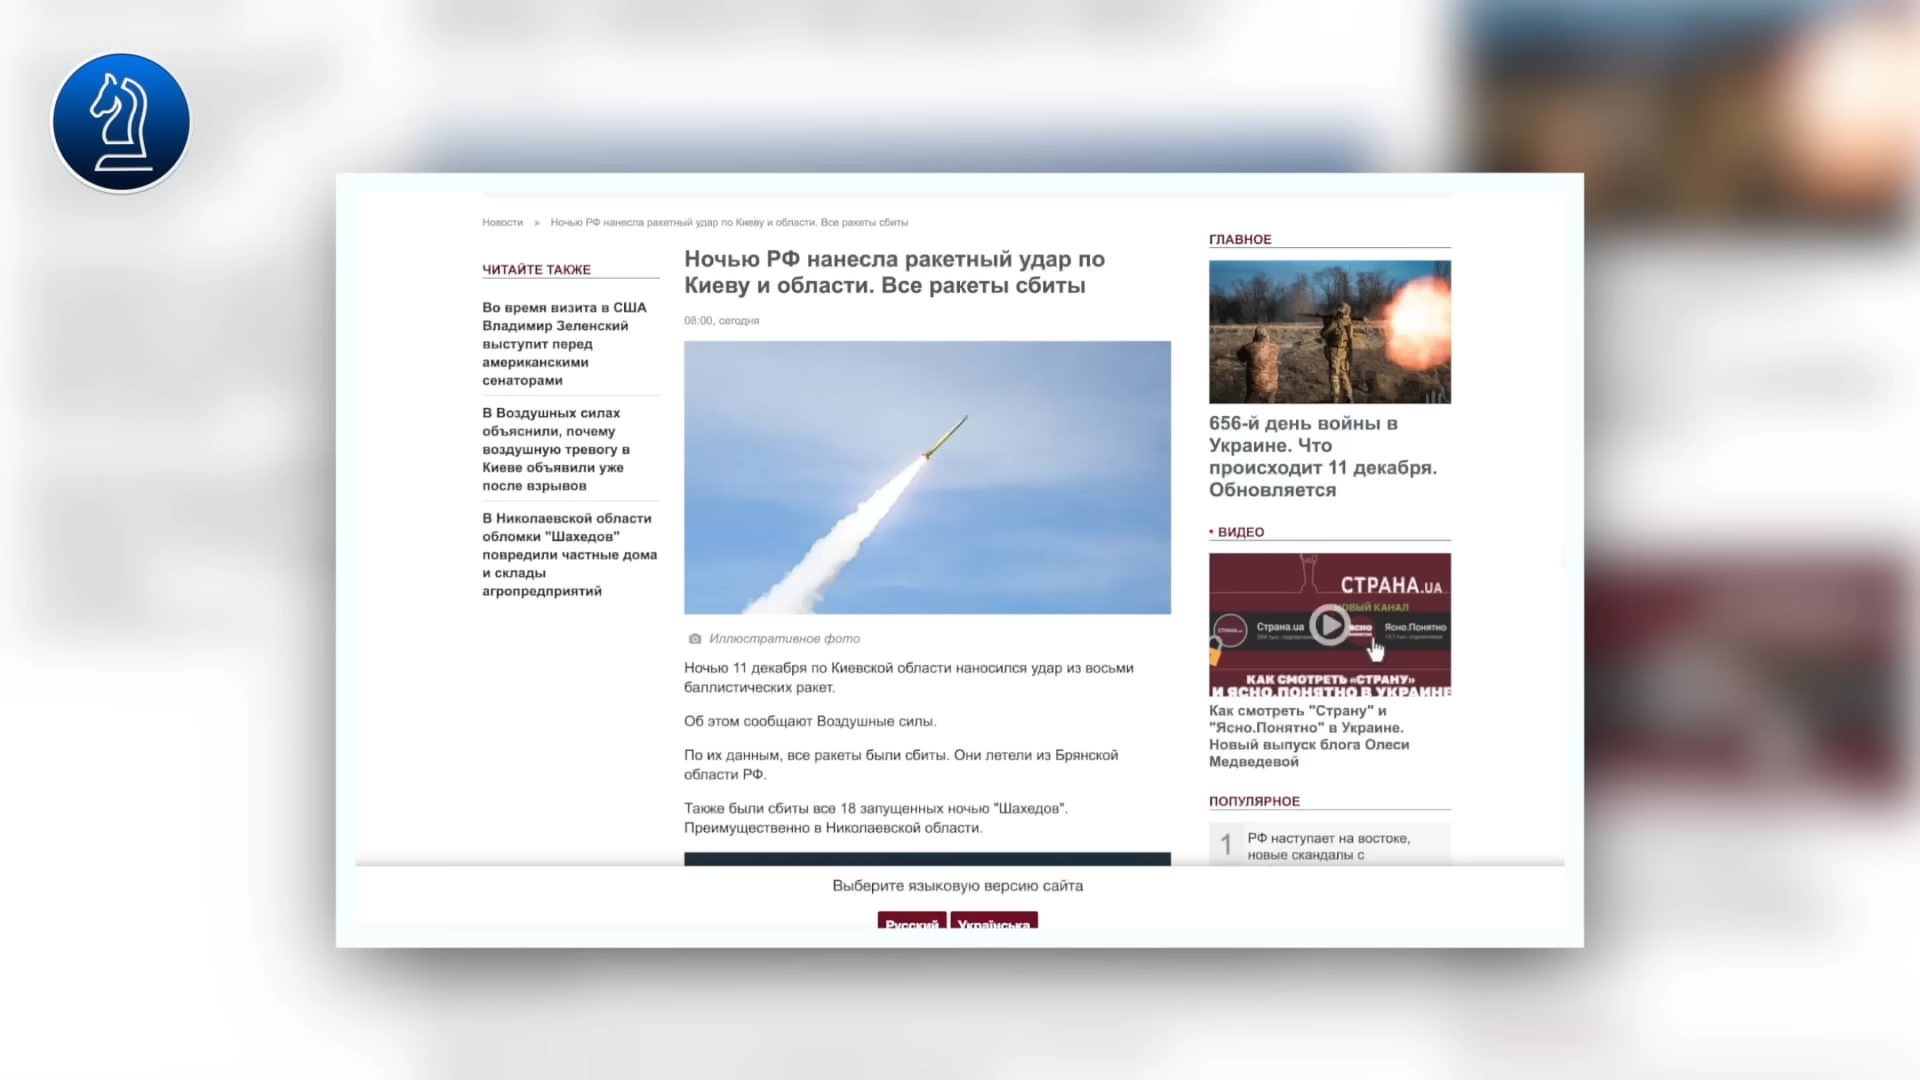 Новости » Ночью РФ нанесла ракетный удар по Киеву и области. Все ракеты сбиты
ЧИТАЙТЕ ТАКЖЕ
Во время визита в США
Владимир Зеленский
выступит перед
американскими
сенаторами
В Воздушных силах
объяснили, почему
воздушную тревогу в
Киеве объявили уже
после взрывов
В Николаевской области
обломки "Шахедов"
повредили частные дома
и склады
агропредприятий
Ночью РФ нанесла ракетный удар по
Киеву и области. Все ракеты сбиты
08:00, сегодня
Иллюстративное фото
Ночью 11 декабря по Киевской области наносился удар из восьми
баллистических ракет.
Об этом сообщают Воздушные силы.
По их данным, все ракеты были сбиты. Они летели из Брянской
области РФ.
Также были сбиты все 18 запущенных ночью "Шахедов".
Преимущественно в Николаевской области.
ГЛАВНОЕ
656-й день войны в
Украине. Что
происходит 11 декабря.
Обновляется
• ВИДЕО
СТРАНА.UA
НОВЫЙ КАНАЛ
Страна.ua
Ясно.Понятно
КАК СМОТРЕТЬ «СТРАНУ»
И ЯСНО.ПОНЯТНО В УКРАИНЕ
Как смотреть "Страну" и
"Ясно.Понятно" в Украине.
Новый выпуск блога Олеси
Медведевой
ПОПУЛЯРНОЕ
1 РФ наступает на востоке,
новые скандалы с
Выберите языковую версию сайта
Русский Українська